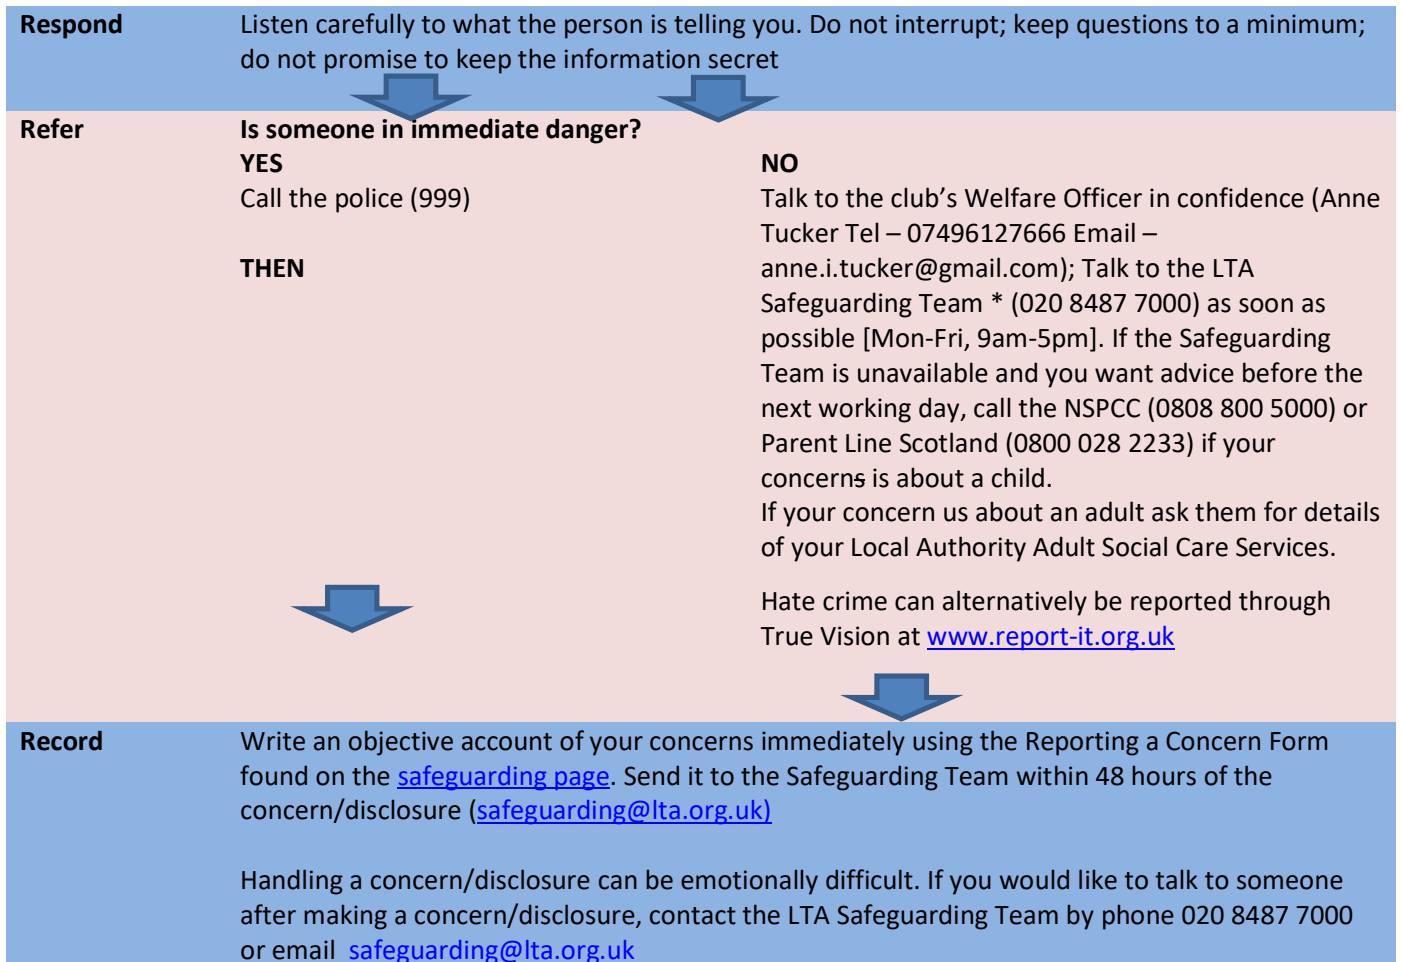 Respond
Listen carefully to what the person is telling you. Do not interrupt; keep questions to a minimum;
do not promise to keep the information secret
Refer
Is someone in immediate danger?
YES
Call the police (999)
THEN
NO
Talk to the club’s Welfare Officer in confidence (Anne
Tucker Tel – 07496127666 Email –
anne.i.tucker@gmail.com); Talk to the LTA
Safeguarding Team * (020 8487 7000) as soon as
possible [Mon-Fri, 9am-5pm]. If the Safeguarding
Team is unavailable and you want advice before the
next working day, call the NSPCC (0808 800 5000) or
Parent Line Scotland (0800 028 2233) if your
concerns is about a child.
If your concern us about an adult ask them for details
of your Local Authority Adult Social Care Services.
Hate crime can alternatively be reported through
True Vision at www.report-it.org.uk
Record
Write an objective account of your concerns immediately using the Reporting a Concern Form
found on the safeguarding page. Send it to the Safeguarding Team within 48 hours of the
concern/disclosure (safeguarding@lta.org.uk)
Handling a concern/disclosure can be emotionally difficult. If you would like to talk to someone
after making a concern/disclosure, contact the LTA Safeguarding Team by phone 020 8487 7000
or email safeguarding@lta.org.uk